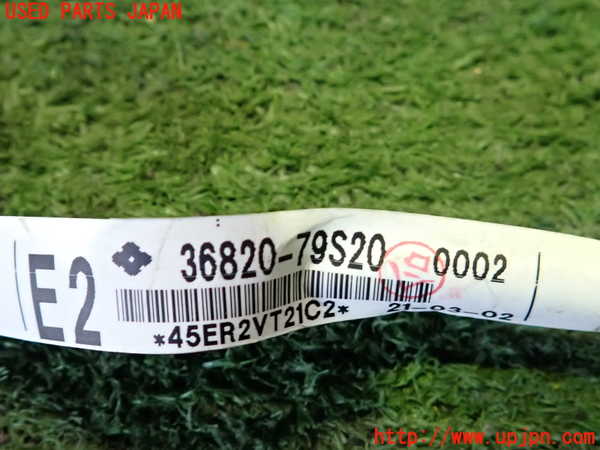 USED PARTS JAPAN
E2
36820-79S20 0002
*45ER2VT21C2* 21-03-02
http://www.upjpn.com/